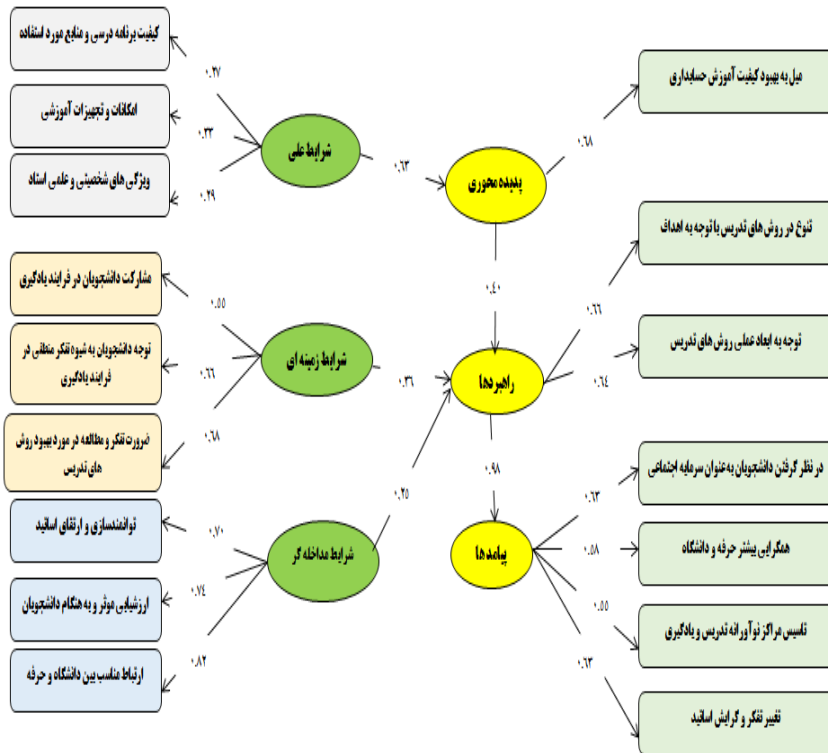 کیفیت برنامه درسی و منابع مورد استفاده
۰.۲۷
امکانات و تجهیزات آموزشی
۰.۳۳
ویژگی های شخصیتی و علمی استاد
۰.۲۹
شرایط علی
۰.۶۳
پدیده محوری
۰.۶۸
میل به بهبود کیفیت آموزش حسابداری
۰.٤۰
مشارکت دانشجویان در فرایند یادگیری
۰.۵۵
توجه دانشجویان به شیوه تفکر منطقی در
فرایند یادگیری
۰.۶۶
ضرورت تفکر و مطالعه در مورد بهبود روش
های تدریس
۰.۶۸
شرایط زمینه ای
۰.۳۶
راهبردها
۰.۶۶
تنوع در روش های تدریس با توجه به اهداف
۰.٦٤
توجه به ابعاد عملی روش های تدریس
۰.۹۸
توانمندسازی و ارتقای اساتید
۰.۷۰
ارزشیابی موثر و به هنگام دانشجویان
۰.۷٤
ارتباط مناسب بین دانشگاه و حرفه
۰.۸۲
شرایط مداخله گر
۰.۲۵
پیامدها
۰.۶۳
در نظر گرفتن دانشجویان به عنوان سرمایه اجتماعی
۰.۵۸
همگرایی بیشتر حرفه و دانشگاه
۰.۵۵
تاسیس مراکز نوآورانه تدریس و یادگیری
۰.۶۳
تغییر تفکر و گرایش اساتید